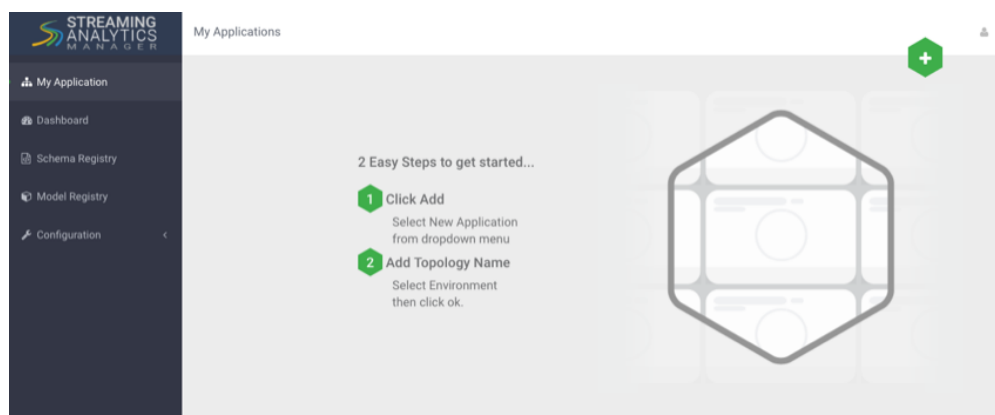 STREAMING
ANALYTICS
MANAGER
My Applications
+
My Application
Dashboard
Schema Registry
Model Registry
Configuration <
2 Easy Steps to get started...
1 Click Add
Select New Application
from dropdown menu
2 Add Topology Name
Select Environment
then click ok.